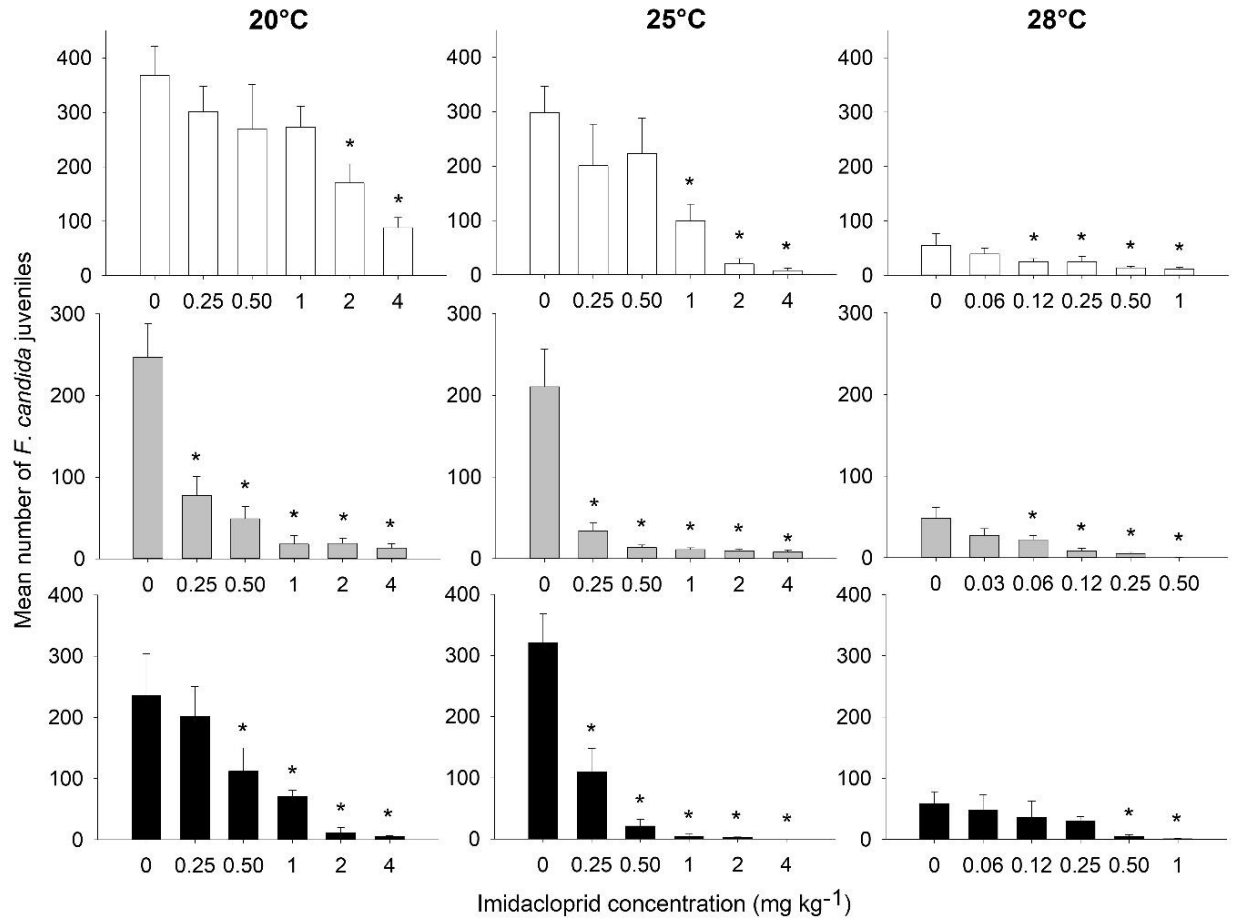 20°C 25°C 28°C
400 400 400
300 300 300
200 200 200
100 100 100
0 0 0
* * * * * * * * *
0 0.25 0.50 1 2 4 0 0.25 0.50 1 2 4 0 0.06 0.12 0.25 0.50 1
Mean number of F. candida juveniles
300 300 300
200 200 200
100 100 100
0 0 0
* * * * * * * * * * * * * *
0 0.25 0.50 1 2 4 0 0.25 0.50 1 2 4 0 0.03 0.06 0.12 0.25 0.50
400 400 400
300 300 300
200 200 200
100 100 100
0 0 0
* * * * * * * * * * *
0 0.25 0.50 1 2 4 0 0.25 0.50 1 2 4 0 0.06 0.12 0.25 0.50 1
Imidacloprid concentration (mg kg⁻¹)